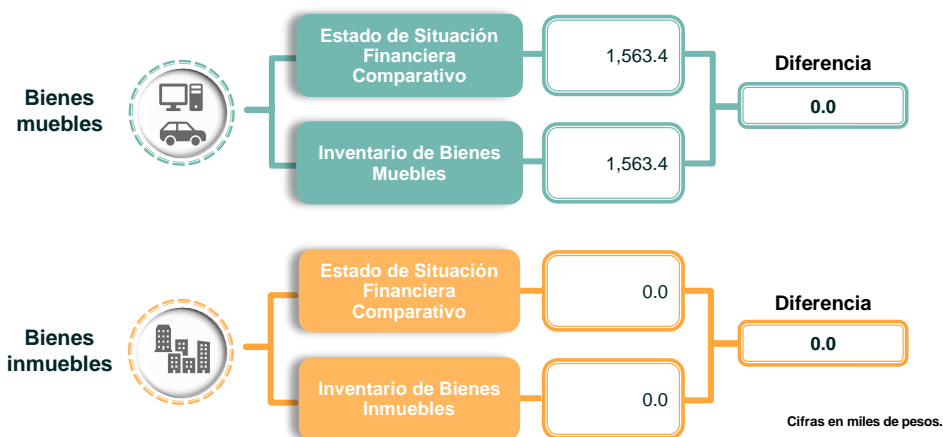 Bienes
muebles
Estado de Situación
Financiera
Comparativo
1,563.4
Inventario de Bienes
Muebles
1,563.4
Diferencia
0.0
Bienes
inmuebles
Estado de Situación
Financiera
Comparativo
0.0
Inventario de Bienes
Inmuebles
0.0
Diferencia
0.0
Cifras en miles de pesos.